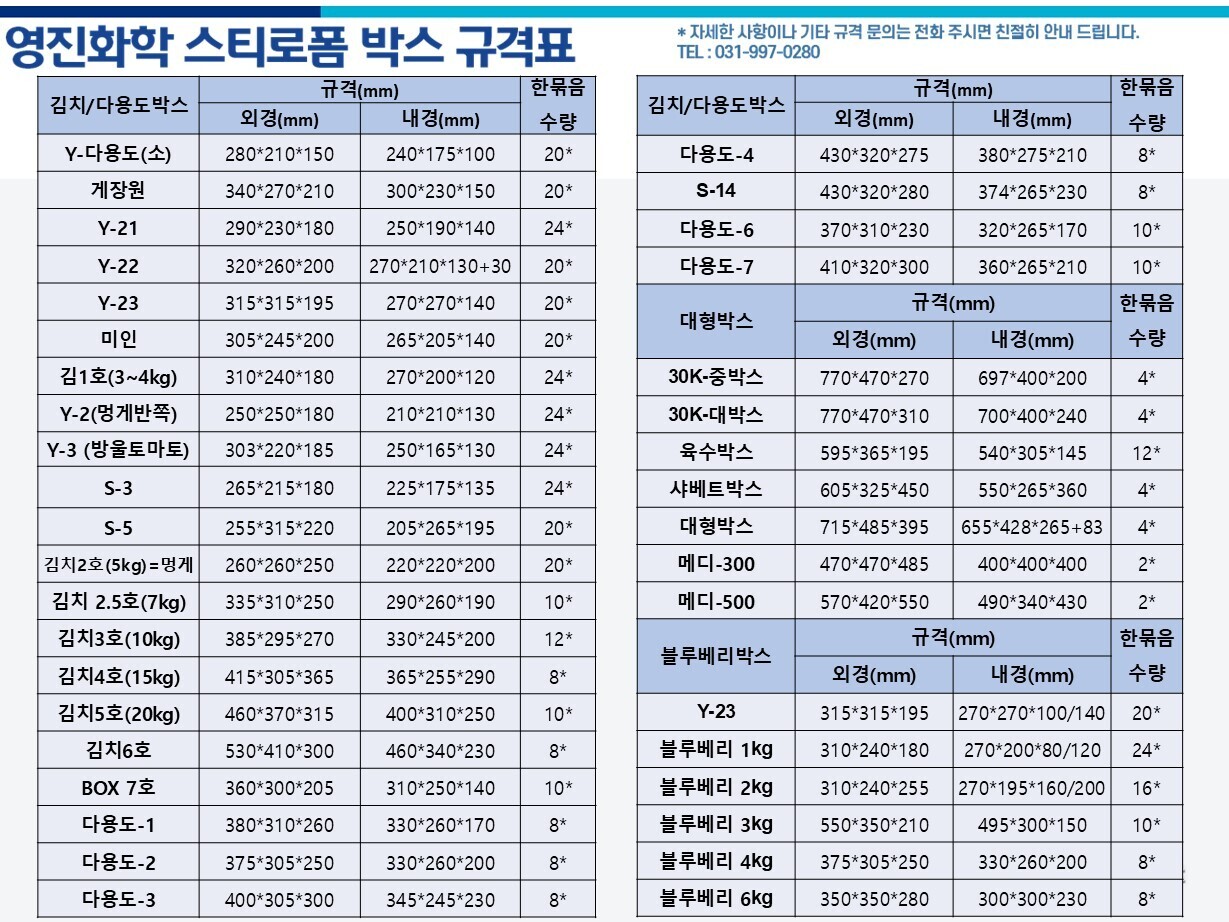 영진화학 스티로폼 박스 규격표
* 자세한 사항이나 기타 규격 문의는 전화 주시면 친절히 안내 드립니다.
TEL : 031-997-0280
김치/다용도박스 규격(mm) 한묶음 수량
외경(mm) 내경(mm)
Y-다용도(소) 280*210*150 240*175*100 20*
게장원 340*270*210 300*230*150 20*
Y-21 290*230*180 250*190*140 24*
Y-22 320*260*200 270*210*130+30 20*
Y-23 315*315*195 270*270*140 20*
미인 305*245*200 265*205*140 20*
김1호(3~4kg) 310*240*180 270*200*120 24*
Y-2(멍게반쪽) 250*250*180 210*210*130 24*
Y-3 (방울토마트) 303*220*185 250*165*130 24*
S-3 265*215*180 225*175*135 24*
S-5 255*315*220 205*265*195 20*
김치2호(5kg)=멍게 260*260*250 220*220*200 20*
김치 2.5호(7kg) 335*310*250 290*260*190 10*
김치3호(10kg) 385*295*270 330*245*200 12*
김치4호(15kg) 415*305*365 365*255*290 8*
김치5호(20kg) 460*370*315 400*310*250 10*
김치6호 530*410*300 460*340*230 8*
BOX 7호 360*300*205 310*250*140 10*
다용도-1 380*310*260 330*260*170 8*
다용도-2 375*305*250 330*260*200 8*
다용도-3 400*305*300 345*245*230 8*
김치/다용도박스 규격(mm) 한묶음 수량
외경(mm) 내경(mm)
다용도-4 430*320*275 380*275*210 8*
S-14 430*320*280 374*265*230 8*
다용도-6 370*310*230 320*265*170 10*
다용도-7 410*320*300 360*265*210 10*
대형박스 규격(mm) 한묶음 수량
외경(mm) 내경(mm)
30K-중박스 770*470*270 697*400*200 4*
30K-대박스 770*470*310 700*400*240 4*
육수박스 595*365*195 540*305*145 12*
샤베트박스 605*325*450 550*265*360 4*
대형박스 715*485*395 655*428*265+83 4*
메디-300 470*470*485 400*400*400 2*
메디-500 570*420*550 490*340*430 2*
블루베리박스 규격(mm) 한묶음 수량
외경(mm) 내경(mm)
Y-23 315*315*195 270*270*100/140 20*
블루베리 1kg 310*240*180 270*200*80/120 24*
블루베리 2kg 310*240*255 270*195*160/200 16*
블루베리 3kg 550*350*210 495*300*150 10*
블루베리 4kg 375*305*250 330*260*200 8*
블루베리 6kg 350*350*280 300*300*230 8*